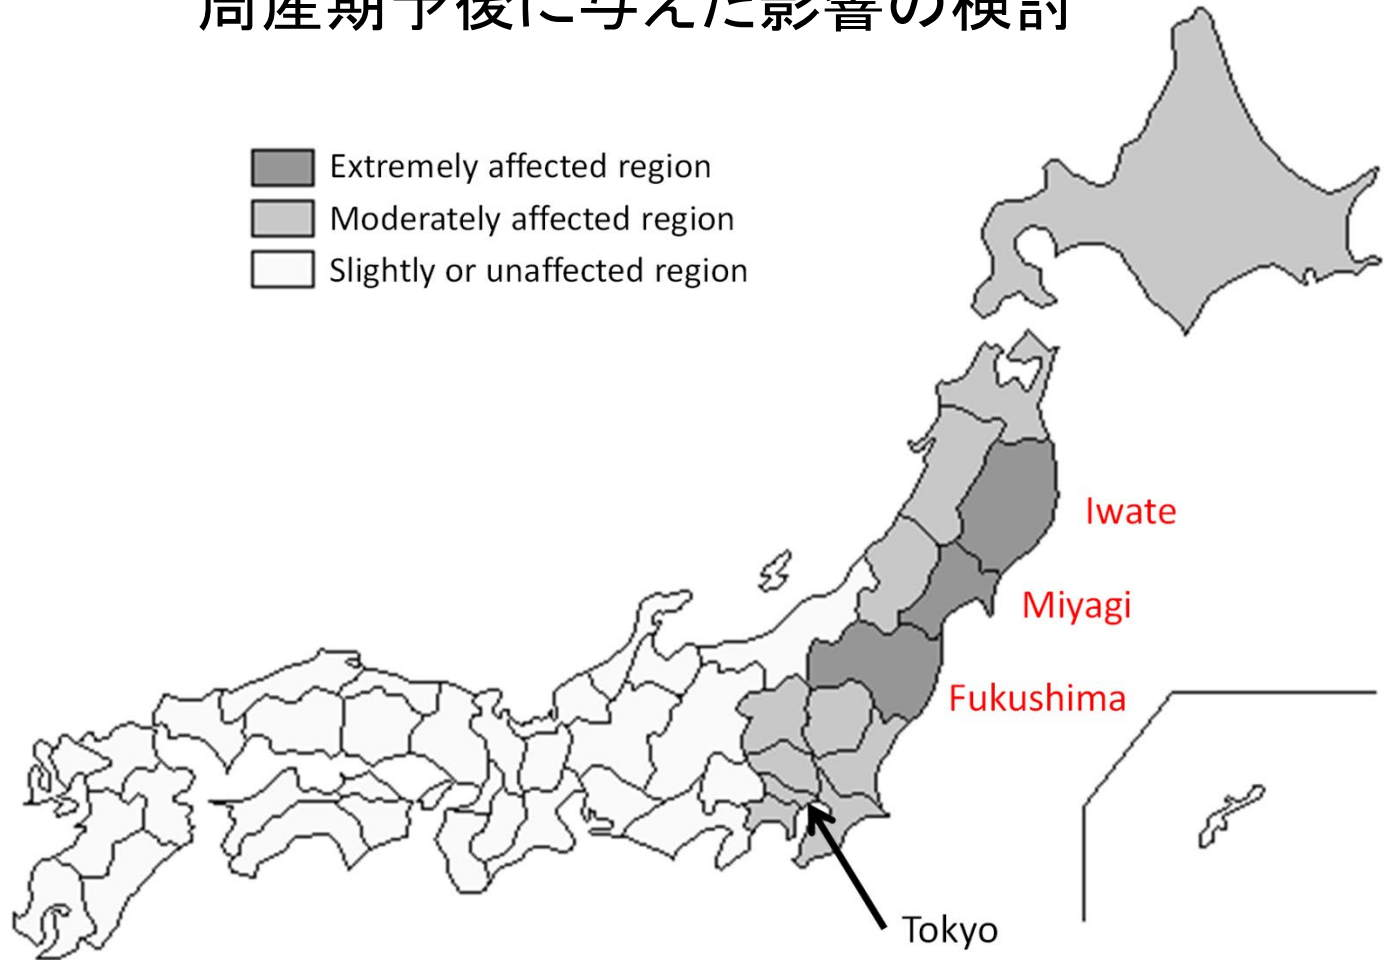 周産期予後に与えた影響の検討
Extremely affected region
Moderately affected region
Slightly or unaffected region
Iwate
Miyagi
Fukushima
Tokyo